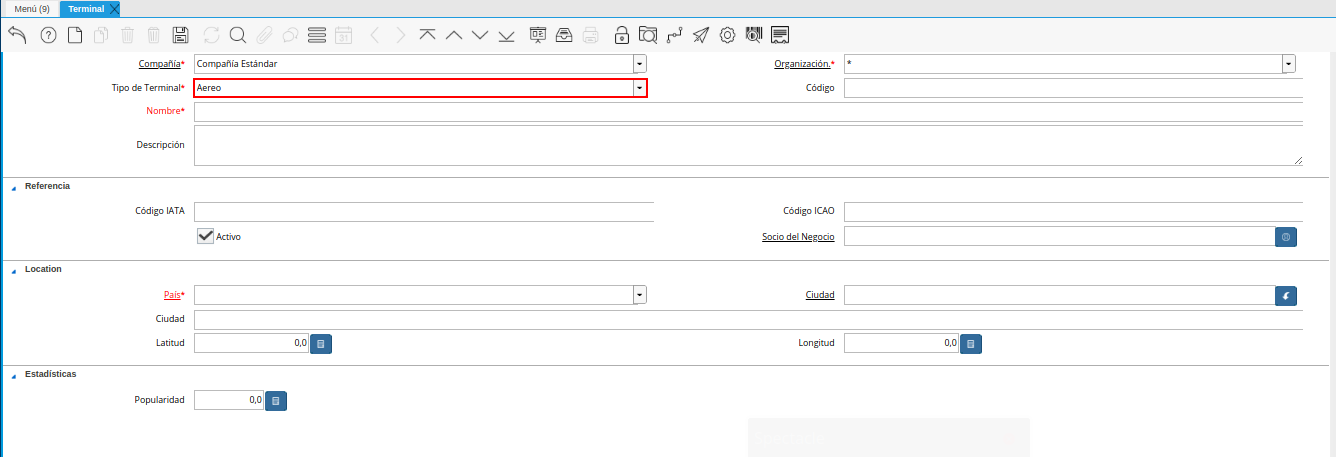 Menú (9) Terminal
31
Compañía* Compañía Estándar Organización.* *
Tipo de Terminal* Aereo Código
Nombre*
Descripción
Referencia
Código IATA Código ICAO
Activo Socio del Negocio
Location
País* Ciudad
Ciudad
Latitud 0,0 Longitud 0,0
Estadísticas
Popularidad 0,0